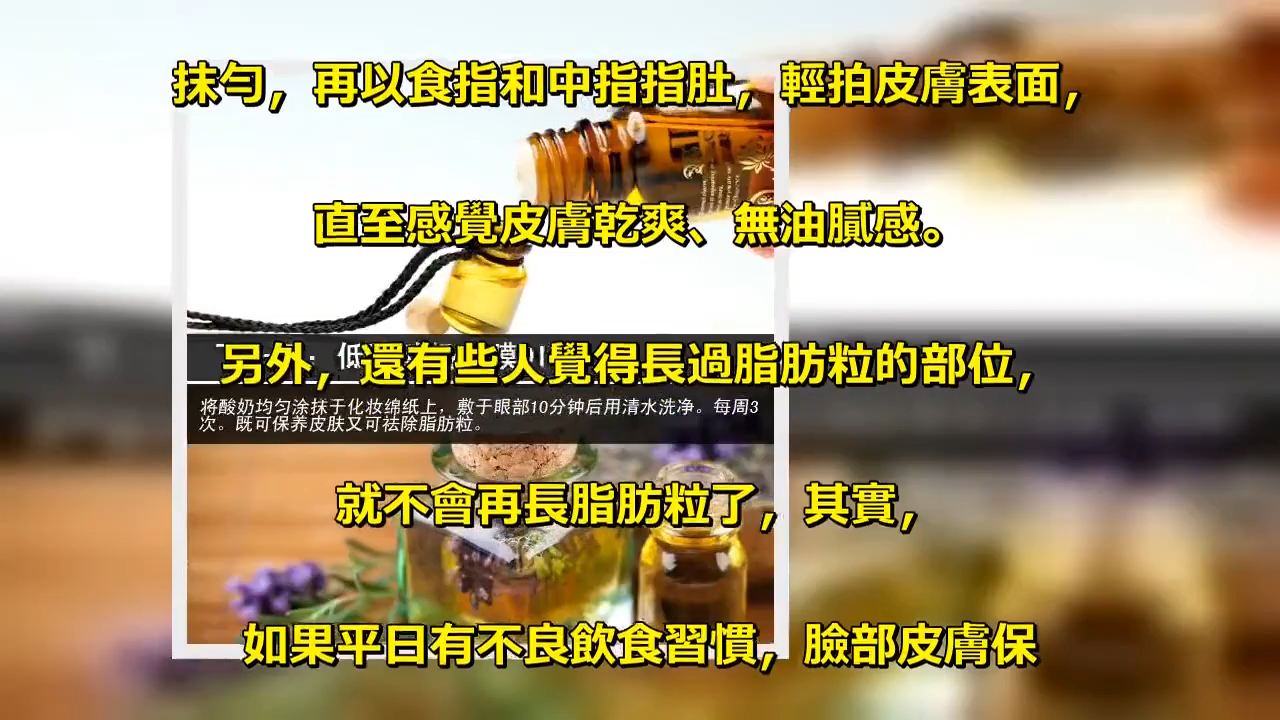 抹勻，再以食指和中指指肚，輕拍皮膚表面，
直至感覺皮膚乾爽、無油膩感。
低
另外，還有些人覺得長過脂肪粒的部位，
将酸奶均匀涂抹于化妆绵纸上，敷于眼部10分钟后用清水洗净。每周3
次。既可保养皮肤又可祛除脂肪粒。
就不會再長脂肪粒了，其實，
如果平日有不良飲食習慣，臉部皮膚保